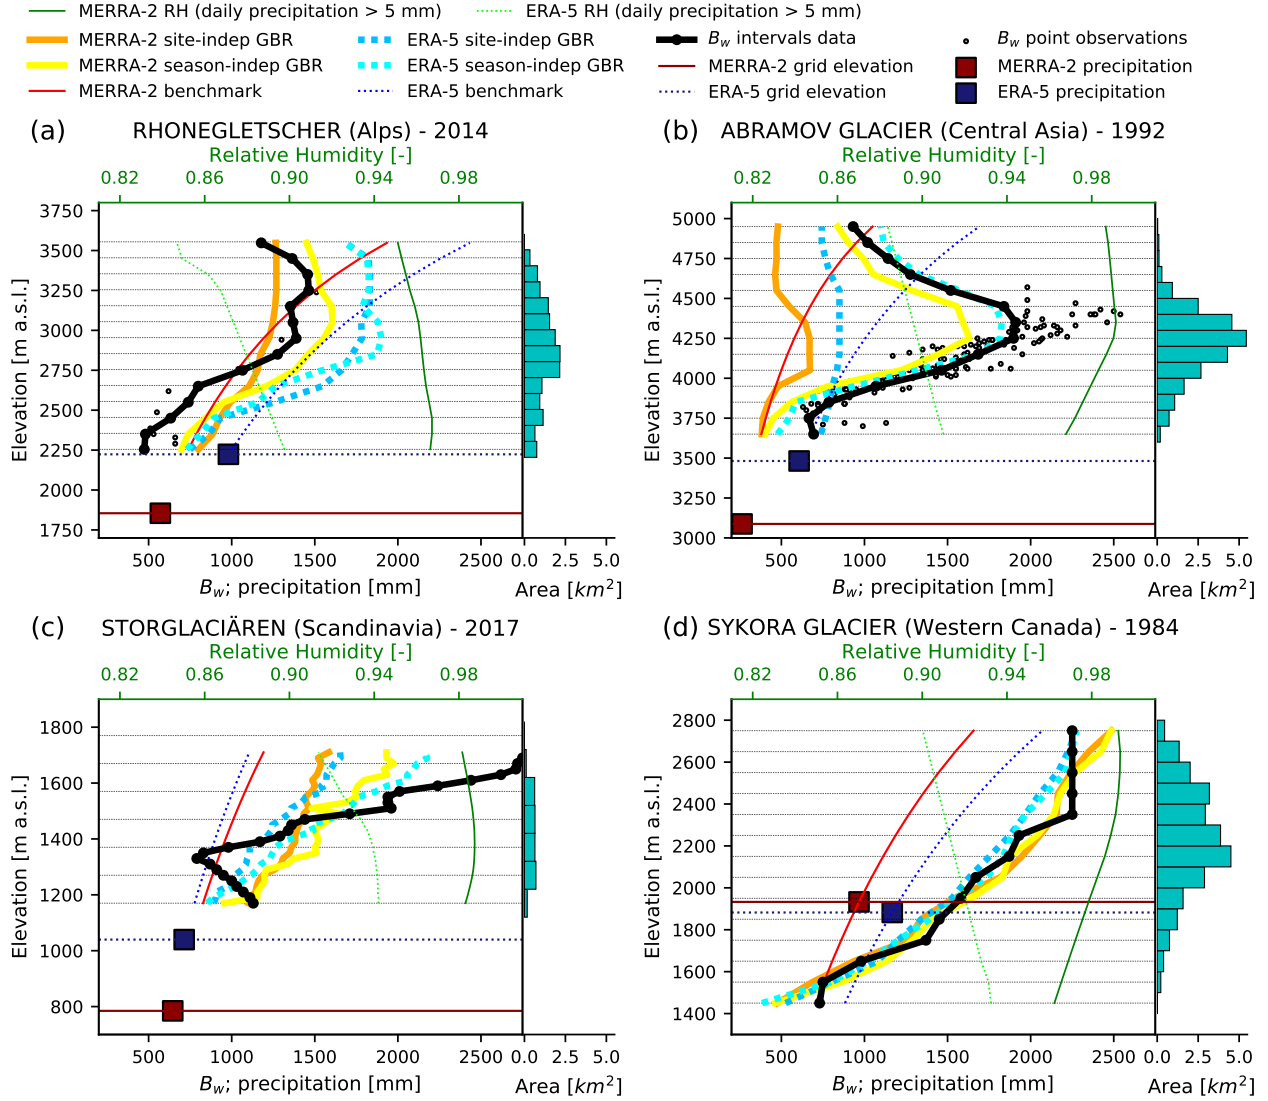 MERRA-2 RH (daily precipitation > 5 mm) ERA-5 RH (daily precipitation > 5 mm)
MERRA-2 site-indep GBR ERA-5 site-indep GBR B_w intervals data B_w point observations
MERRA-2 season-indep GBR ERA-5 season-indep GBR MERRA-2 grid elevation MERRA-2 precipitation
MERRA-2 benchmark ERA-5 benchmark ERA-5 grid elevation ERA-5 precipitation
(a) RHONEGLETSCHER (Alps) - 2014
Relative Humidity [-]
0.82 0.86 0.90 0.94 0.98
Elevation [m a.s.l.]
3750
3500
3250
3000
2750
2500
2250
2000
1750
500 1000 1500 2000 0.0 2.5 5.0
B_w; precipitation [mm] Area [km²]
(b) ABRAMOV GLACIER (Central Asia) - 1992
Relative Humidity [-]
0.82 0.86 0.90 0.94 0.98
Elevation [m a.s.l.]
5000
4750
4500
4250
4000
3750
3500
3250
3000
500 1000 1500 2000 2500 0.0 2.5 5.0
B_w; precipitation [mm] Area [km²]
(c) STORGLACIÄREN (Scandinavia) - 2017
Relative Humidity [-]
0.82 0.86 0.90 0.94 0.98
Elevation [m a.s.l.]
1800
1600
1400
1200
1000
800
500 1000 1500 2000 2500 0.0 2.5 5.0
B_w; precipitation [mm] Area [km²]
(d) SYKORA GLACIER (Western Canada) - 1984
Relative Humidity [-]
0.82 0.86 0.90 0.94 0.98
Elevation [m a.s.l.]
2800
2600
2400
2200
2000
1800
1600
1400
500 1000 1500 2000 2500 0.0 2.5 5.0
B_w; precipitation [mm] Area [km²]